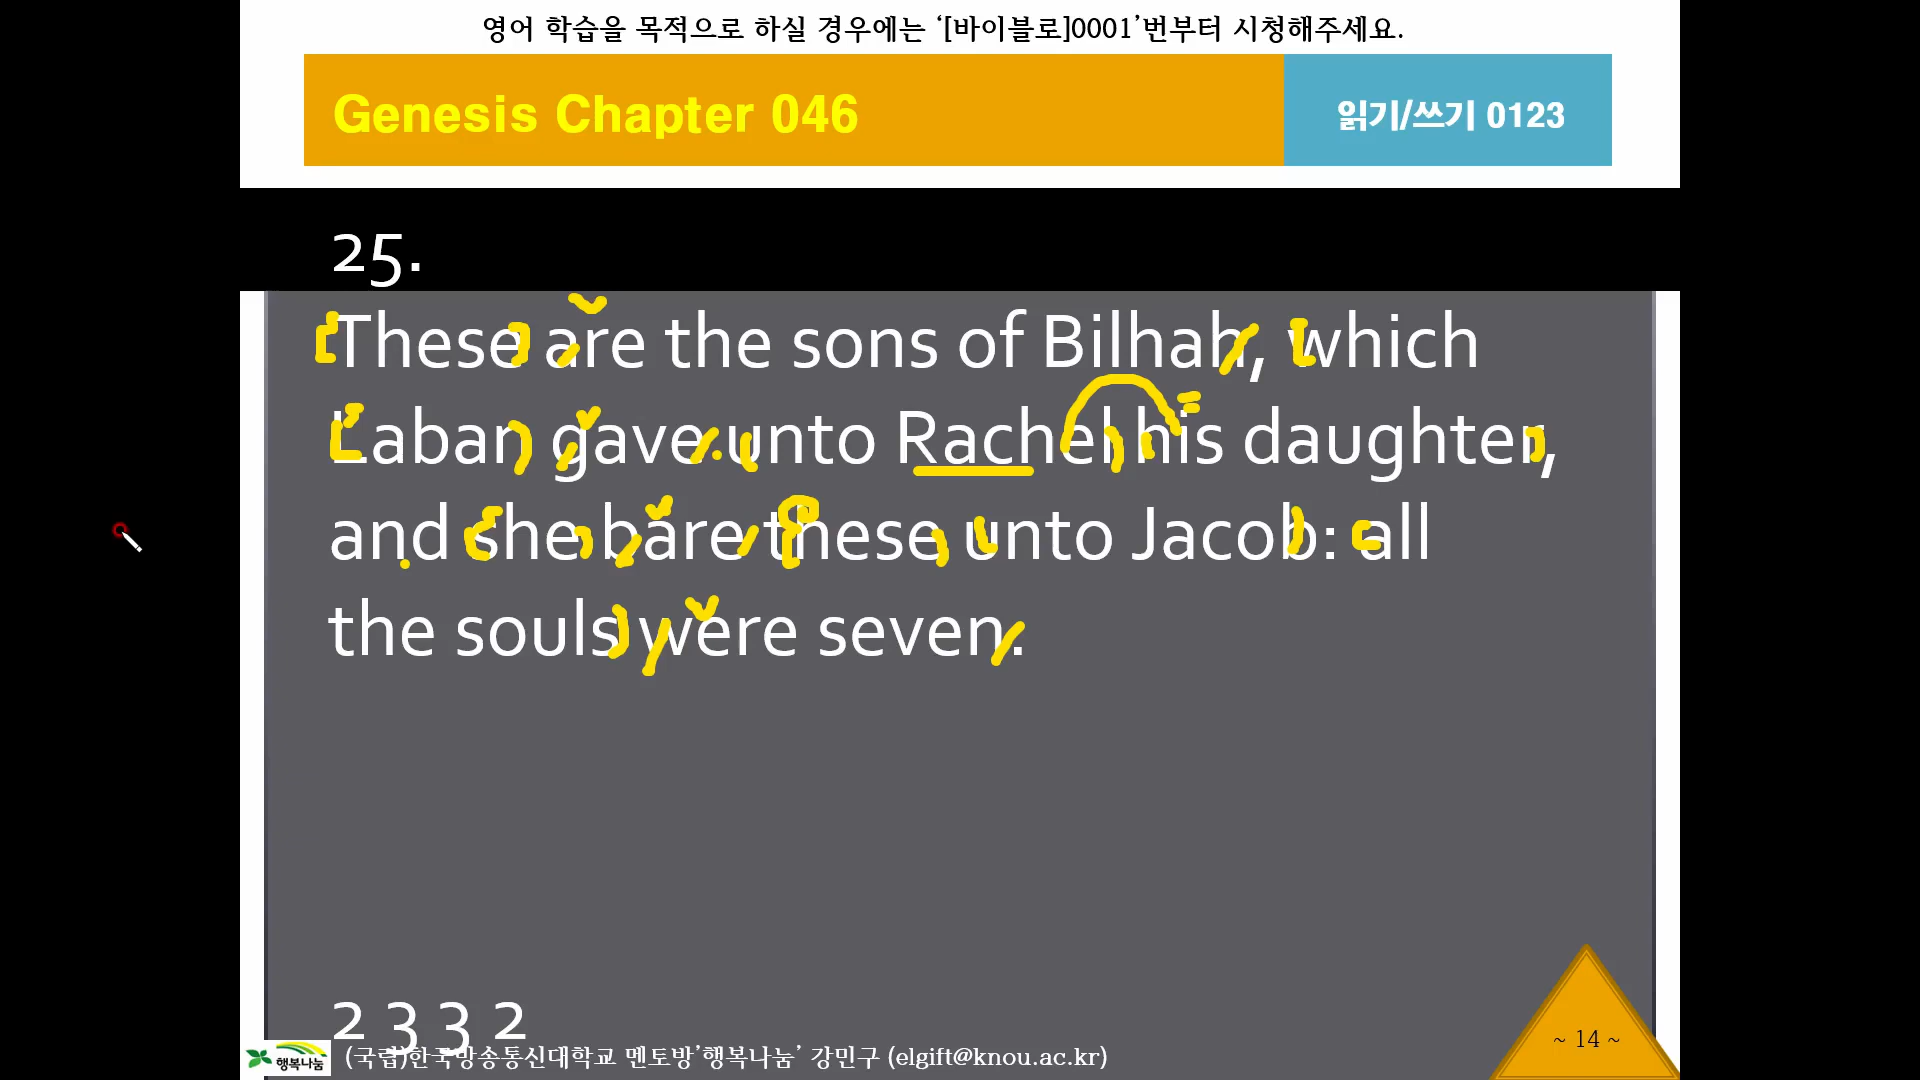 영어 학습을 목적으로 하실 경우에는 ‘[바이블로]0001’번부터 시청해주세요.
Genesis Chapter 046
읽기/쓰기 0123
25.
These are the sons of Bilhah, which
Laban gave unto Rachel his daughter,
and she bare these unto Jacob: all
the souls were seven.
2 3 3 2
행복나눔
(국립)한국방송통신대학교 멘토방’행복나눔’ 강민구 (elgift@knou.ac.kr)
~ 14 ~